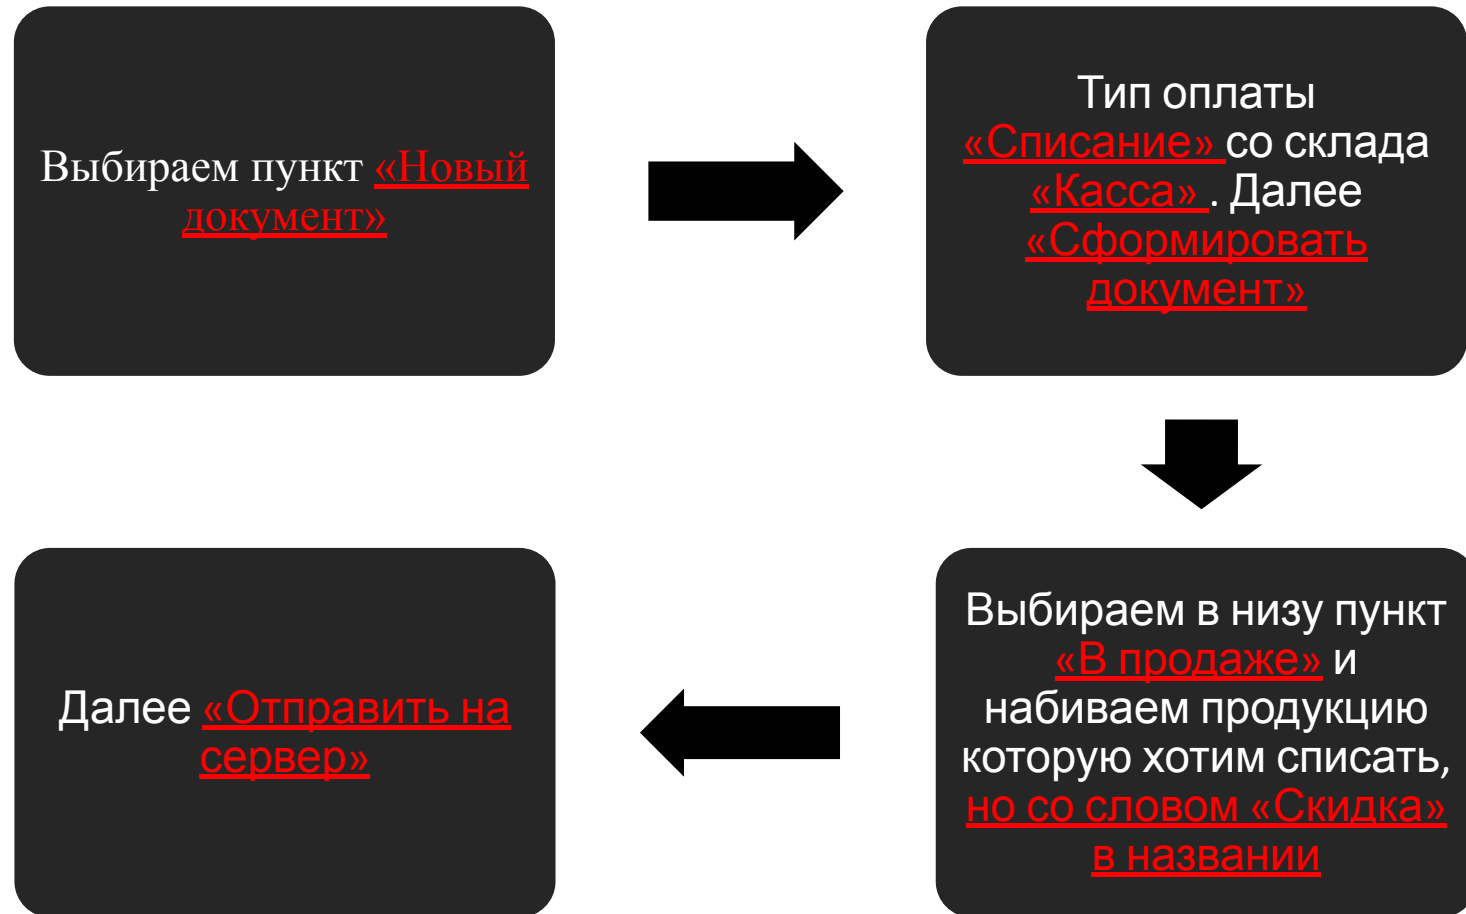 Выбираем пункт «Новый
документ»
Тип оплаты
«Списание» со склада
«Касса» . Далее
«Сформировать
документ»
Выбираем в низу пункт
«В продаже» и
набиваем продукцию
которую хотим списать,
но со словом «Скидка»
в названии
Далее «Отправить на
сервер»